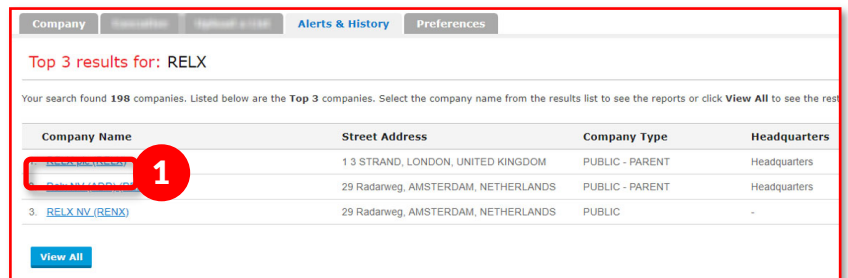 Company Alerts & History Preferences
Top 3 results for: RELX
Your search found 198 companies. Listed below are the Top 3 companies. Select the company name from the results list to see the reports or click View All to see the rest
Company Name Street Address Company Type Headquarters
1. RELX plc (RELX) 1 3 STRAND, LONDON, UNITED KINGDOM PUBLIC - PARENT Headquarters
29 Radarweg, AMSTERDAM, NETHERLANDS PUBLIC - PARENT Headquarters
3. RELX NV (RENX) 29 Radarweg, AMSTERDAM, NETHERLANDS PUBLIC -
1
View All